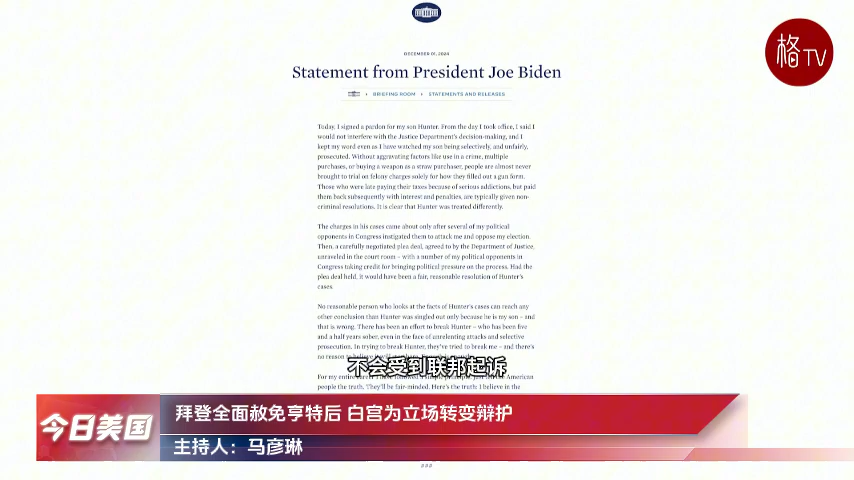 格TV
DECEMBER 01, 2024
Statement from President Joe Biden
BRIEFING ROOM STATEMENTS AND RELEASES
Today, I signed a pardon for my son Hunter. From the day I took office, I said I
would not interfere with the Justice Department's decision-making, and I
kept my word even as I have watched my son being selectively, and unfairly,
prosecuted. Without aggravating factors like use in a crime, multiple
purchases, or buying a weapon as a straw purchaser, people are almost never
brought to trial on felony charges solely for how they filled out a gun form.
Those who were late paying their taxes because of serious addictions, but paid
them back subsequently with interest and penalties, are typically given non-
criminal resolutions. It is clear that Hunter was treated differently.
The charges in his cases came about only after several of my political
opponents in Congress instigated them to attack me and oppose my election.
Then, a carefully negotiated plea deal, agreed to by the Department of Justice,
unraveled in the court room – with a number of my political opponents in
Congress taking credit for bringing political pressure on the process. Had the
plea deal held, it would have been a fair, reasonable resolution of Hunter's
cases.
No reasonable person who looks at the facts of Hunter's cases can reach any
other conclusion than Hunter was singled out only because he is my son – and
that is wrong. There has been an effort to break Hunter – who has been five
and a half years sober, even in the face of unrelenting attacks and selective
prosecution. In trying to break Hunter, they've tried to break me – and there's
no reason to
不会受到联邦起诉
For my entire American
people the truth. They'll be fair-minded. Here's the truth: I believe in the
今日美国
拜登全面赦免亨特后 白宫为立场转变辩护
主持人：马彦琳
###